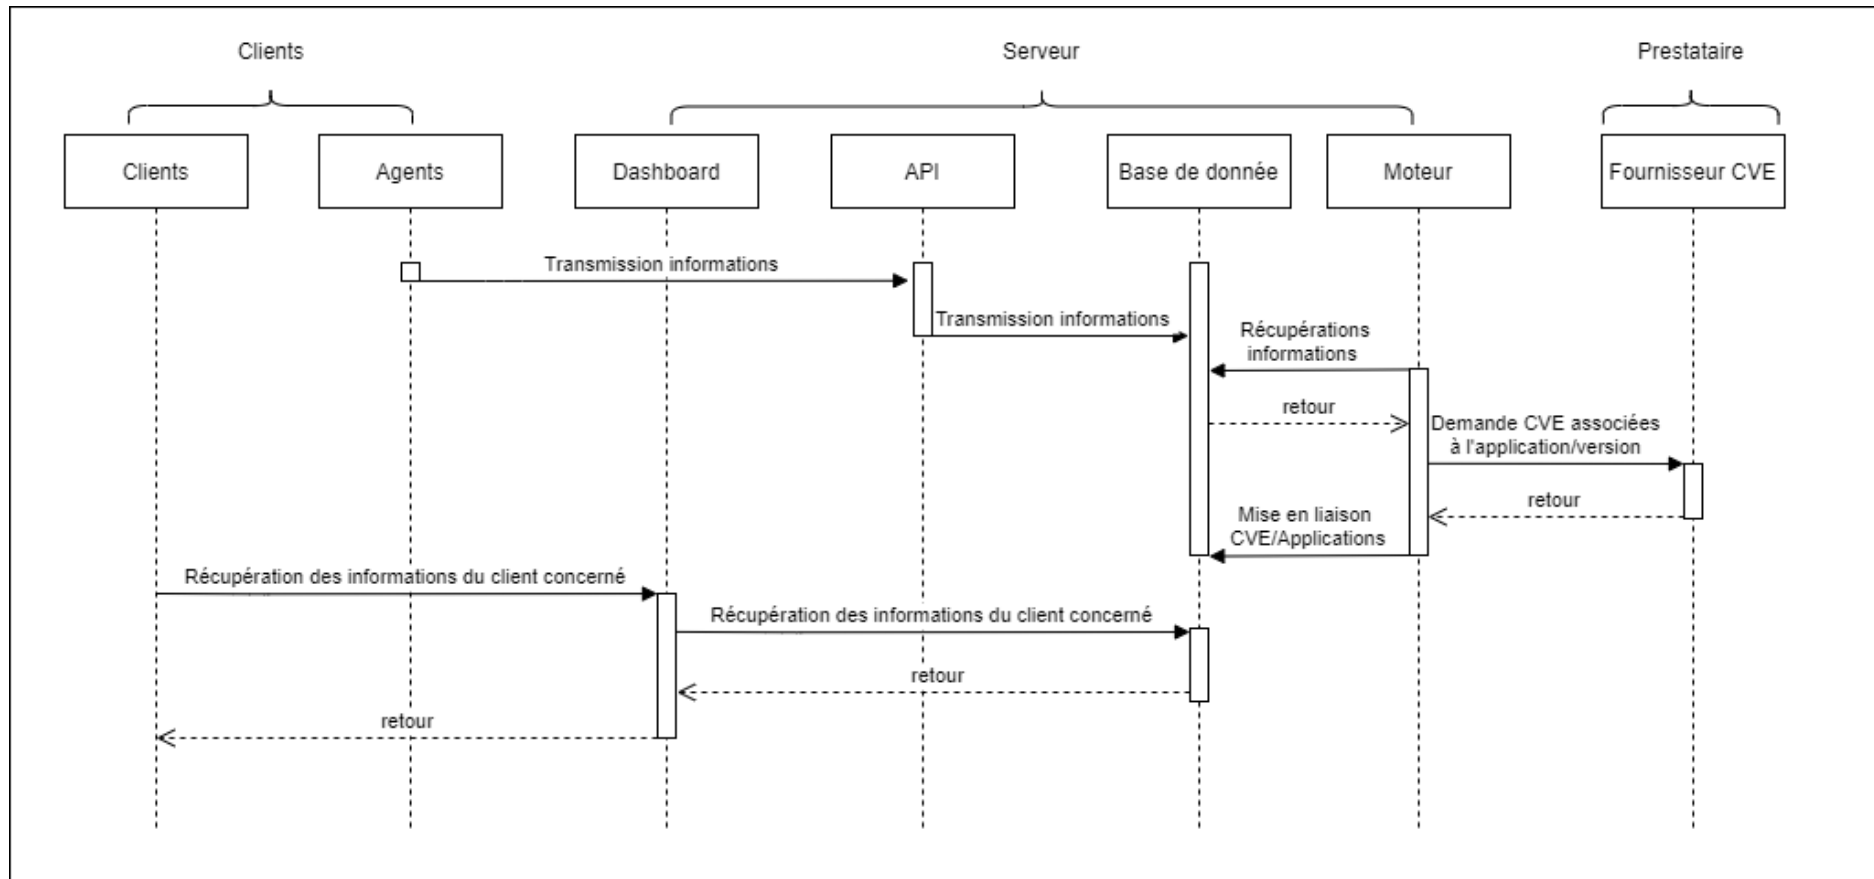 Clients
Serveur
Prestataire
Clients
Agents
Dashboard
API
Base de donnée
Moteur
Fournisseur CVE
Transmission informations
Transmission informations
Récupérations
informations
retour
Demande CVE associées
à l'application/version
retour
Mise en liaison
CVE/Applications
Récupération des informations du client concerné
Récupération des informations du client concerné
retour
retour